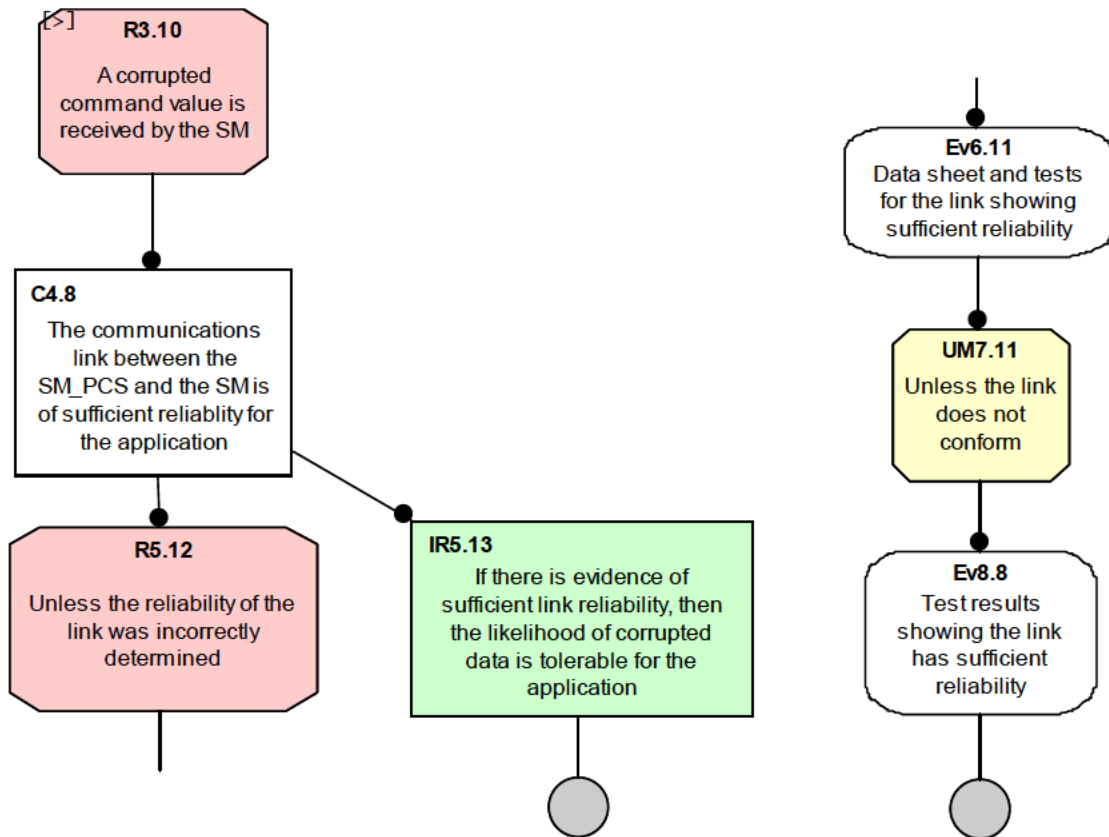 [>]
R3.10
A corrupted
command value is
received by the SM
C4.8
The communications
link between the
SM_PCS and the SM is
of sufficient reliablity for
the application
R5.12
Unless the reliability of the
link was incorrectly
determined
IR5.13
If there is evidence of
sufficient link reliability, then
the likelihood of corrupted
data is tolerable for the
application
Ev6.11
Data sheet and tests
for the link showing
sufficient reliability
UM7.11
Unless the link
does not
conform
Ev8.8
Test results
showing the link
has sufficient
reliability